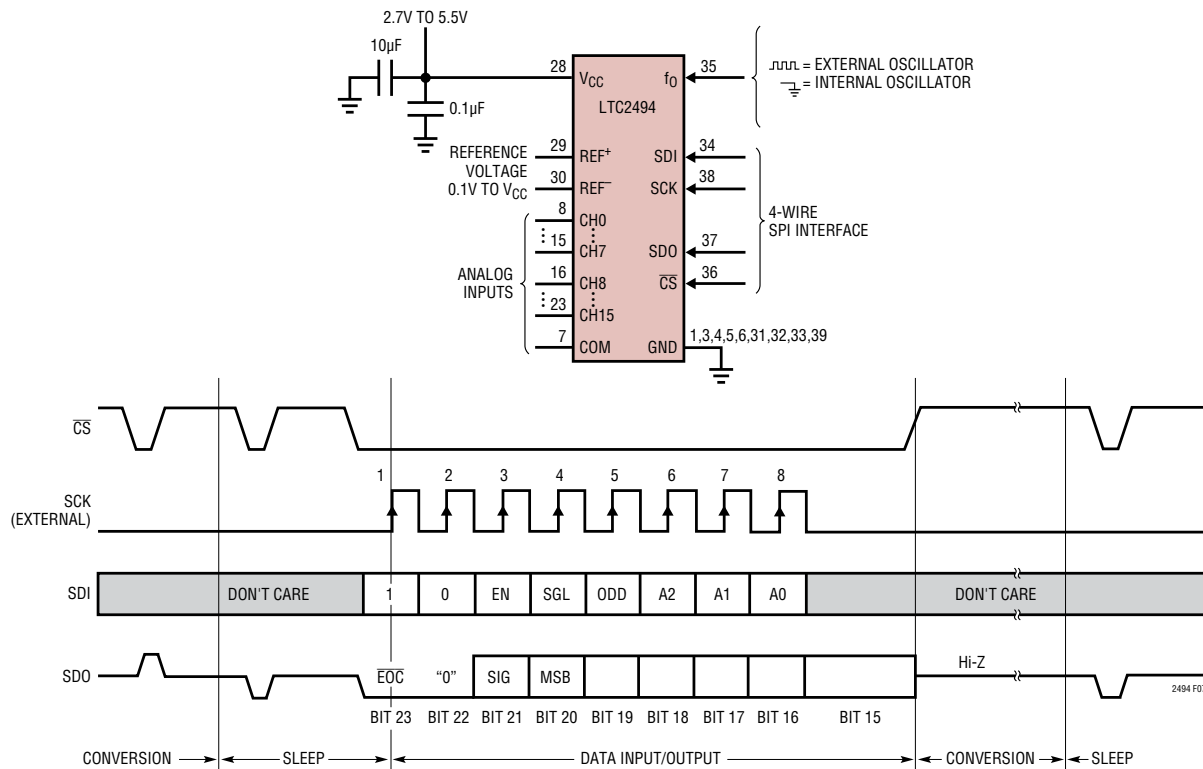 2.7V TO 5.5V
10µF
0.1µF
28
VCC
fO
35
LTC2494
= EXTERNAL OSCILLATOR
= INTERNAL OSCILLATOR
REFERENCE
VOLTAGE
0.1V TO VCC
29
REF+
30
REF–
SDI
34
SCK
38
SDO
37
CS
36
4-WIRE
SPI INTERFACE
ANALOG
INPUTS
8
CH0
15
CH7
16
CH8
23
CH15
7
COM
GND
1,3,4,5,6,31,32,33,39
CS
1 2 3 4 5 6 7 8
SCK
(EXTERNAL)
SDI DON'T CARE 1 0 EN SGL ODD A2 A1 A0 DON'T CARE
SDO EOC “0” SIG MSB Hi-Z
2494 F07
BIT 23 BIT 22 BIT 21 BIT 20 BIT 19 BIT 18 BIT 17 BIT 16 BIT 15
CONVERSION SLEEP DATA INPUT/OUTPUT CONVERSION SLEEP